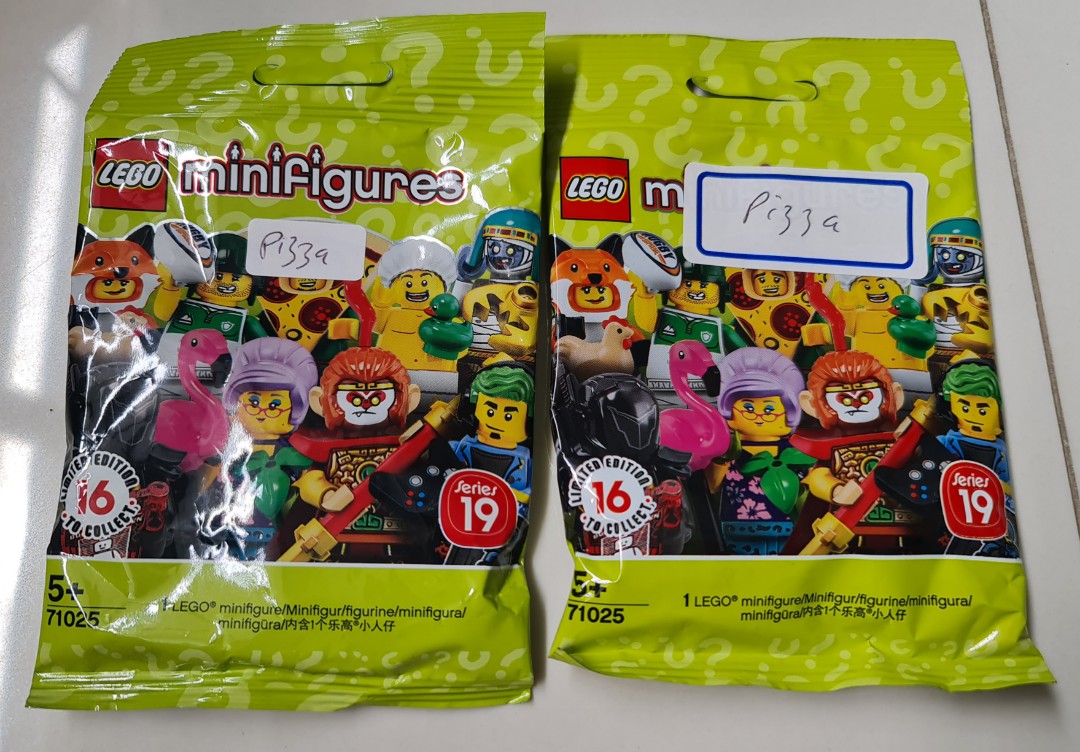 LEGO minifigures
Pizza
RUGBY
LIMITED EDITION
16
TO COLLECT
Series
19
5+
71025
1 LEGO® minifigure/Minifigur/figurine/minifigura/
minifigūra/内含1个乐高®小人仔
LEGO m
Pizza
RUGBY
LIMITED EDITION
16
TO COLLECT
Series
19
5+
71025
1 LEGO® minifigure/Minifigur/figurine/minifigura/
minifigūra/内含1个乐高®小人仔